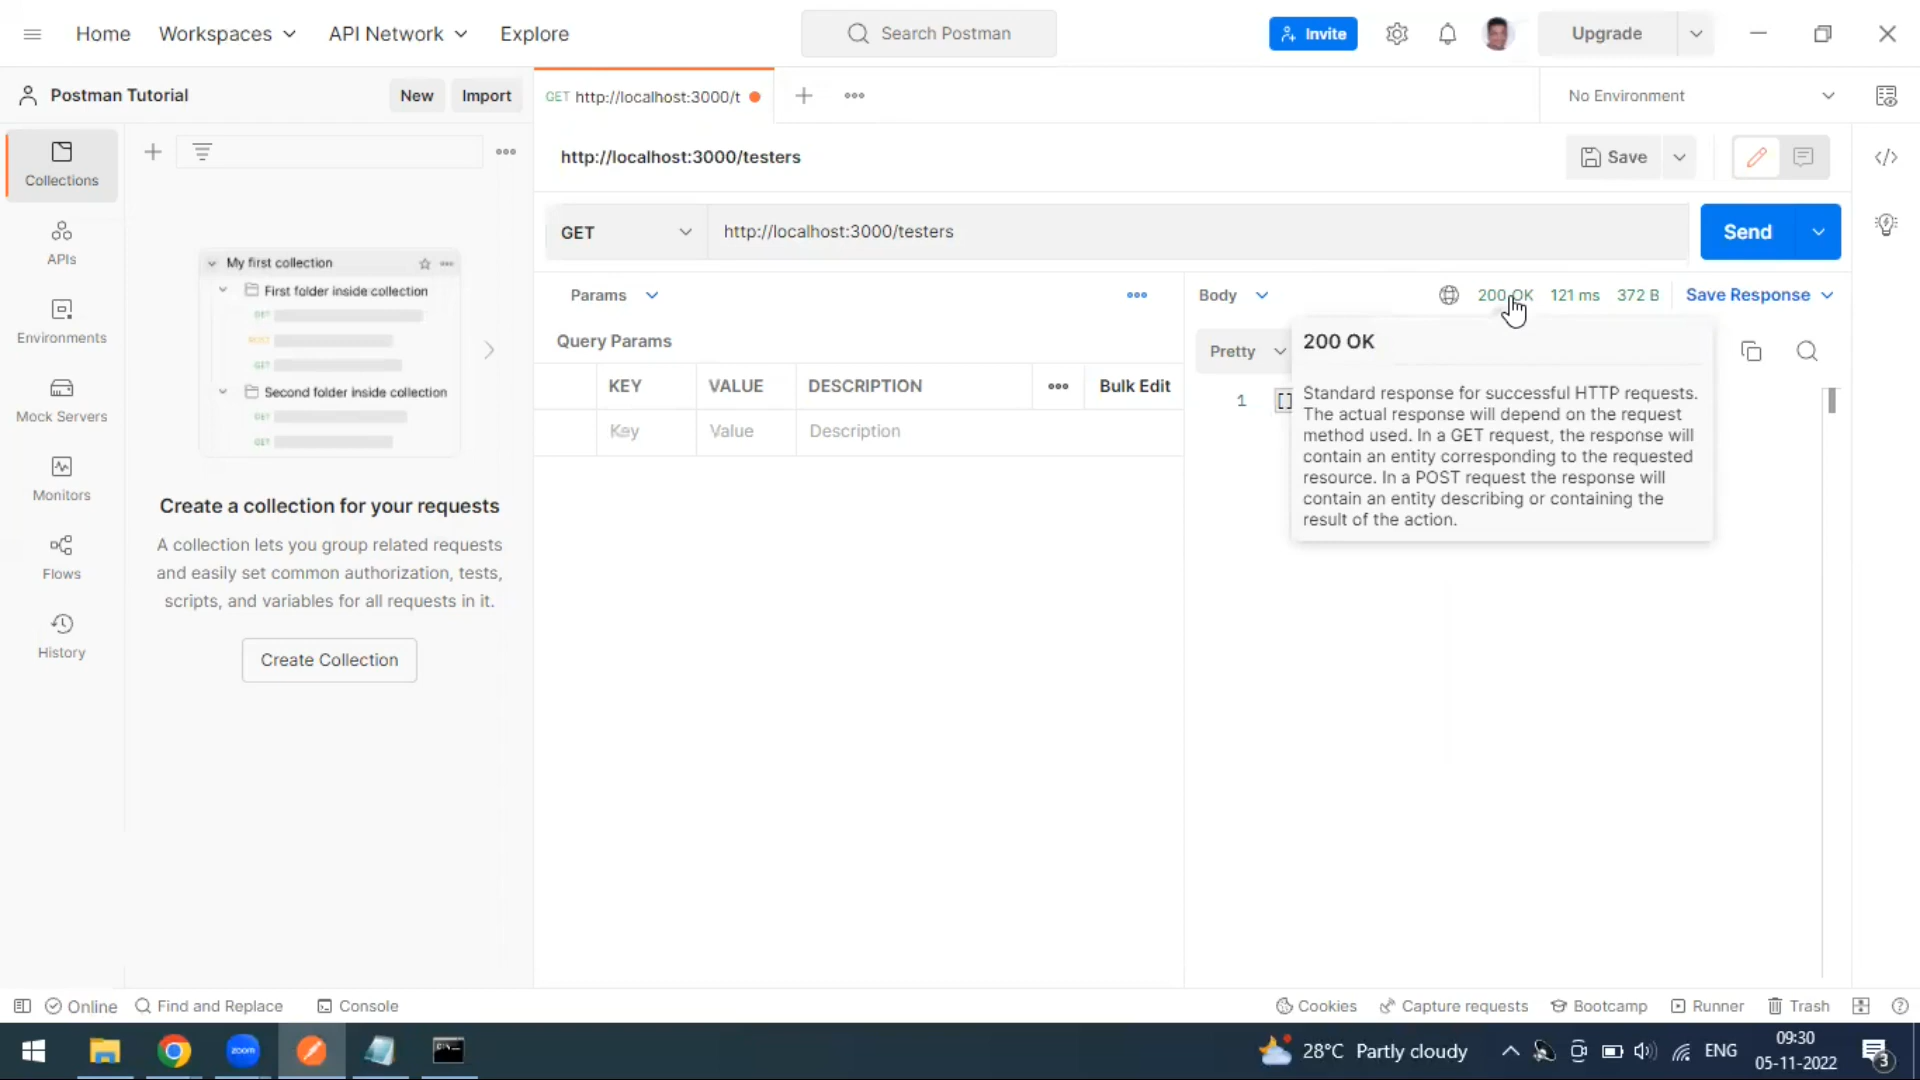 Home Workspaces API Network Explore Search Postman Invite Upgrade
Postman Tutorial New Import GET http://localhost:3000/t No Environment
Collections
APIs
Environments
Mock Servers
Monitors
Flows
History
My first collection
First folder inside collection
GET
POST
GET
Second folder inside collection
GET
GET
Create a collection for your requests
A collection lets you group related requests
and easily set common authorization, tests,
scripts, and variables for all requests in it.
Create Collection
http://localhost:3000/testers Save
GET http://localhost:3000/testers Send
Params
Query Params
KEY VALUE DESCRIPTION Bulk Edit
Key Value Description
Body 200 OK 121 ms 372 B Save Response
Pretty
1 []
200 OK
Standard response for successful HTTP requests.
The actual response will depend on the request
method used. In a GET request, the response will
contain an entity corresponding to the requested
resource. In a POST request the response will
contain an entity describing or containing the
result of the action.
Online Find and Replace Console Cookies Capture requests Bootcamp Runner Trash
zoom 28°C Partly cloudy ENG 09:30
05-11-2022 3